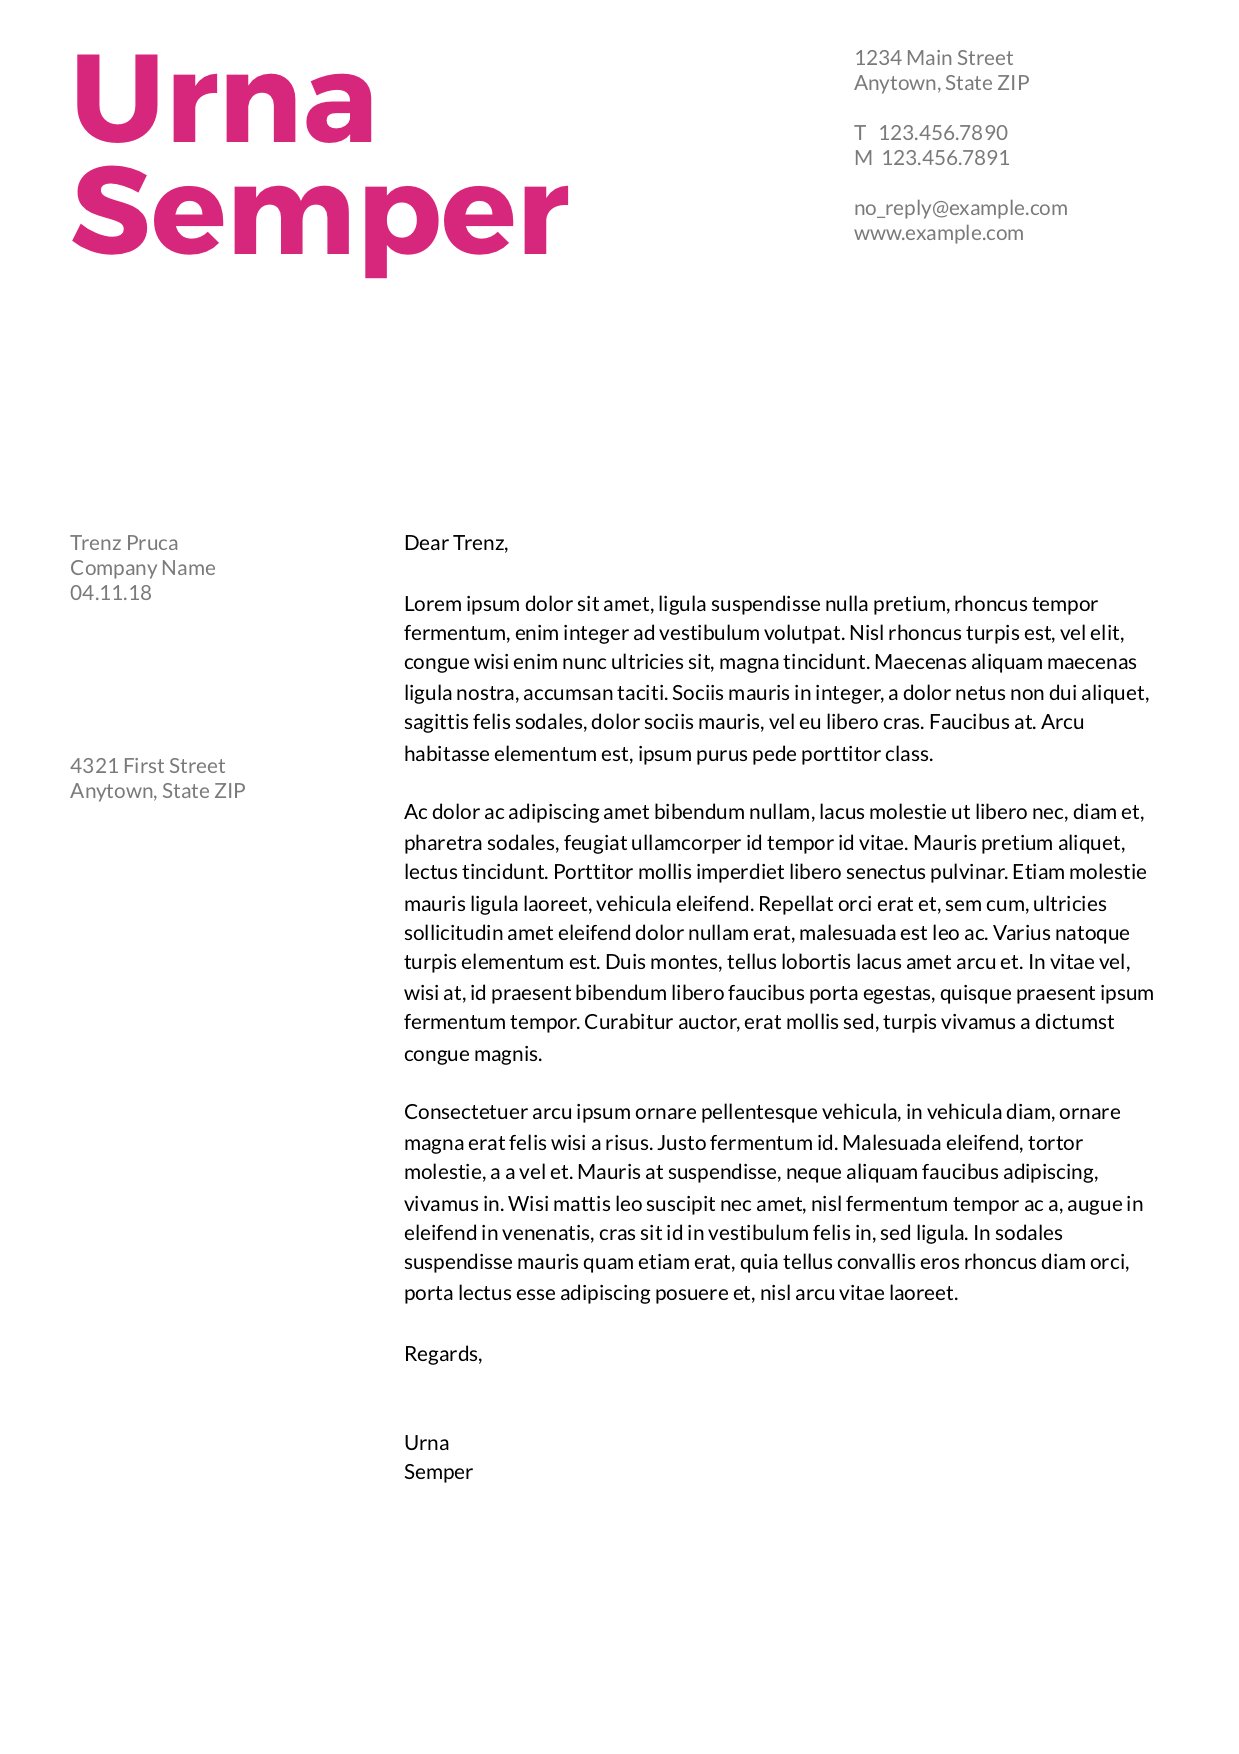 Urna
Semper
1234 Main Street
Anytown, State ZIP
T 123.456.7890
M 123.456.7891
no_reply@example.com
www.example.com
Trenz Pruca
Company Name
04.11.18
4321 First Street
Anytown, State ZIP
Dear Trenz,
Lorem ipsum dolor sit amet, ligula suspendisse nulla pretium, rhoncus tempor
fermentum, enim integer ad vestibulum volutpat. Nisl rhoncus turpis est, vel elit,
congue wisi enim nunc ultricies sit, magna tincidunt. Maecenas aliquam maecenas
ligula nostra, accumsan taciti. Sociis mauris in integer, a dolor netus non dui aliquet,
sagittis felis sodales, dolor sociis mauris, vel eu libero cras. Faucibus at. Arcu
habitasse elementum est, ipsum purus pede porttitor class.
Ac dolor ac adipiscing amet bibendum nullam, lacus molestie ut libero nec, diam et,
pharetra sodales, feugiat ullamcorper id tempor id vitae. Mauris pretium aliquet,
lectus tincidunt. Porttitor mollis imperdiet libero senectus pulvinar. Etiam molestie
mauris ligula laoreet, vehicula eleifend. Repellat orci erat et, sem cum, ultricies
sollicitudin amet eleifend dolor nullam erat, malesuada est leo ac. Varius natoque
turpis elementum est. Duis montes, tellus lobortis lacus amet arcu et. In vitae vel,
wisi at, id praesent bibendum libero faucibus porta egestas, quisque praesent ipsum
fermentum tempor. Curabitur auctor, erat mollis sed, turpis vivamus a dictumst
congue magnis.
Consectetuer arcu ipsum ornare pellentesque vehicula, in vehicula diam, ornare
magna erat felis wisi a risus. Justo fermentum id. Malesuada eleifend, tortor
molestie, a a vel et. Mauris at suspendisse, neque aliquam faucibus adipiscing,
vivamus in. Wisi mattis leo suscipit nec amet, nisl fermentum tempor ac a, augue in
eleifend in venenatis, cras sit id in vestibulum felis in, sed ligula. In sodales
suspendisse mauris quam etiam erat, quia tellus convallis eros rhoncus diam orci,
porta lectus esse adipiscing posuere et, nisl arcu vitae laoreet.
Regards,
Urna
Semper